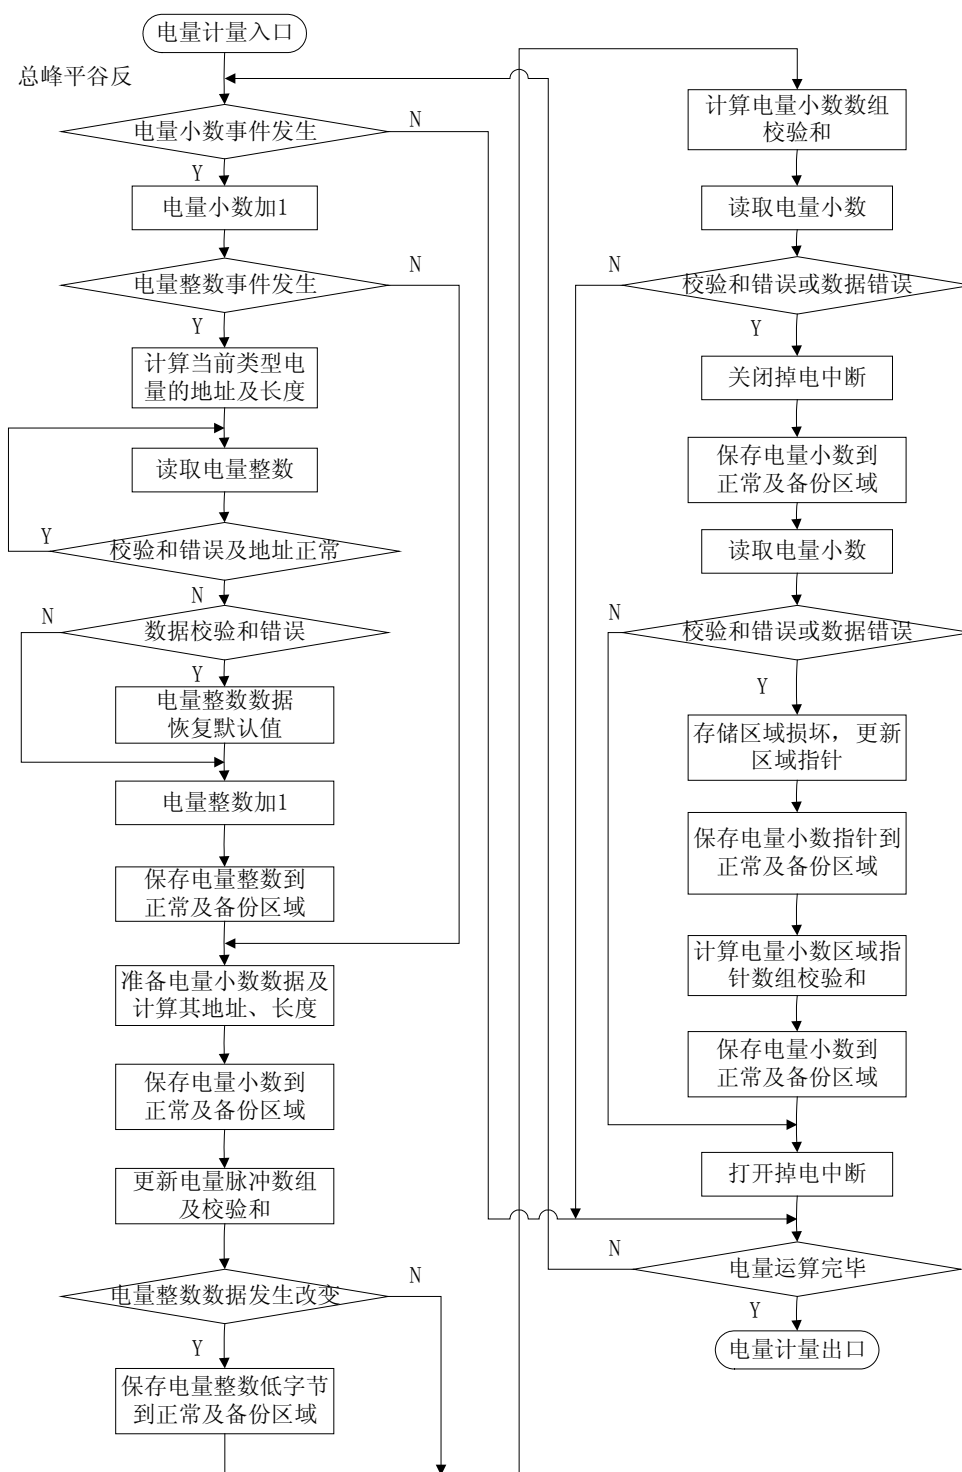 电量计量入口
总峰平谷反
电量小数事件发生
N
Y
电量小数加1
电量整数事件发生
N
Y
计算当前类型电
量的地址及长度
读取电量整数
校验和错误及地址正常
Y
N
数据校验和错误
N
Y
电量整数数据
恢复默认值
电量整数加1
保存电量整数到
正常及备份区域
准备电量小数数据及
计算其地址、长度
保存电量小数到
正常及备份区域
更新电量脉冲数组
及校验和
电量整数数据发生改变
N
Y
保存电量整数低字节
到正常及备份区域
计算电量小数数组
校验和
读取电量小数
校验和错误或数据错误
N
Y
关闭掉电中断
保存电量小数到
正常及备份区域
读取电量小数
校验和错误或数据错误
N
Y
存储区域损坏，更新
区域指针
保存电量小数指针到
正常及备份区域
计算电量小数区域指
针数组校验和
保存电量小数到
正常及备份区域
打开掉电中断
电量运算完毕
N
Y
电量计量出口